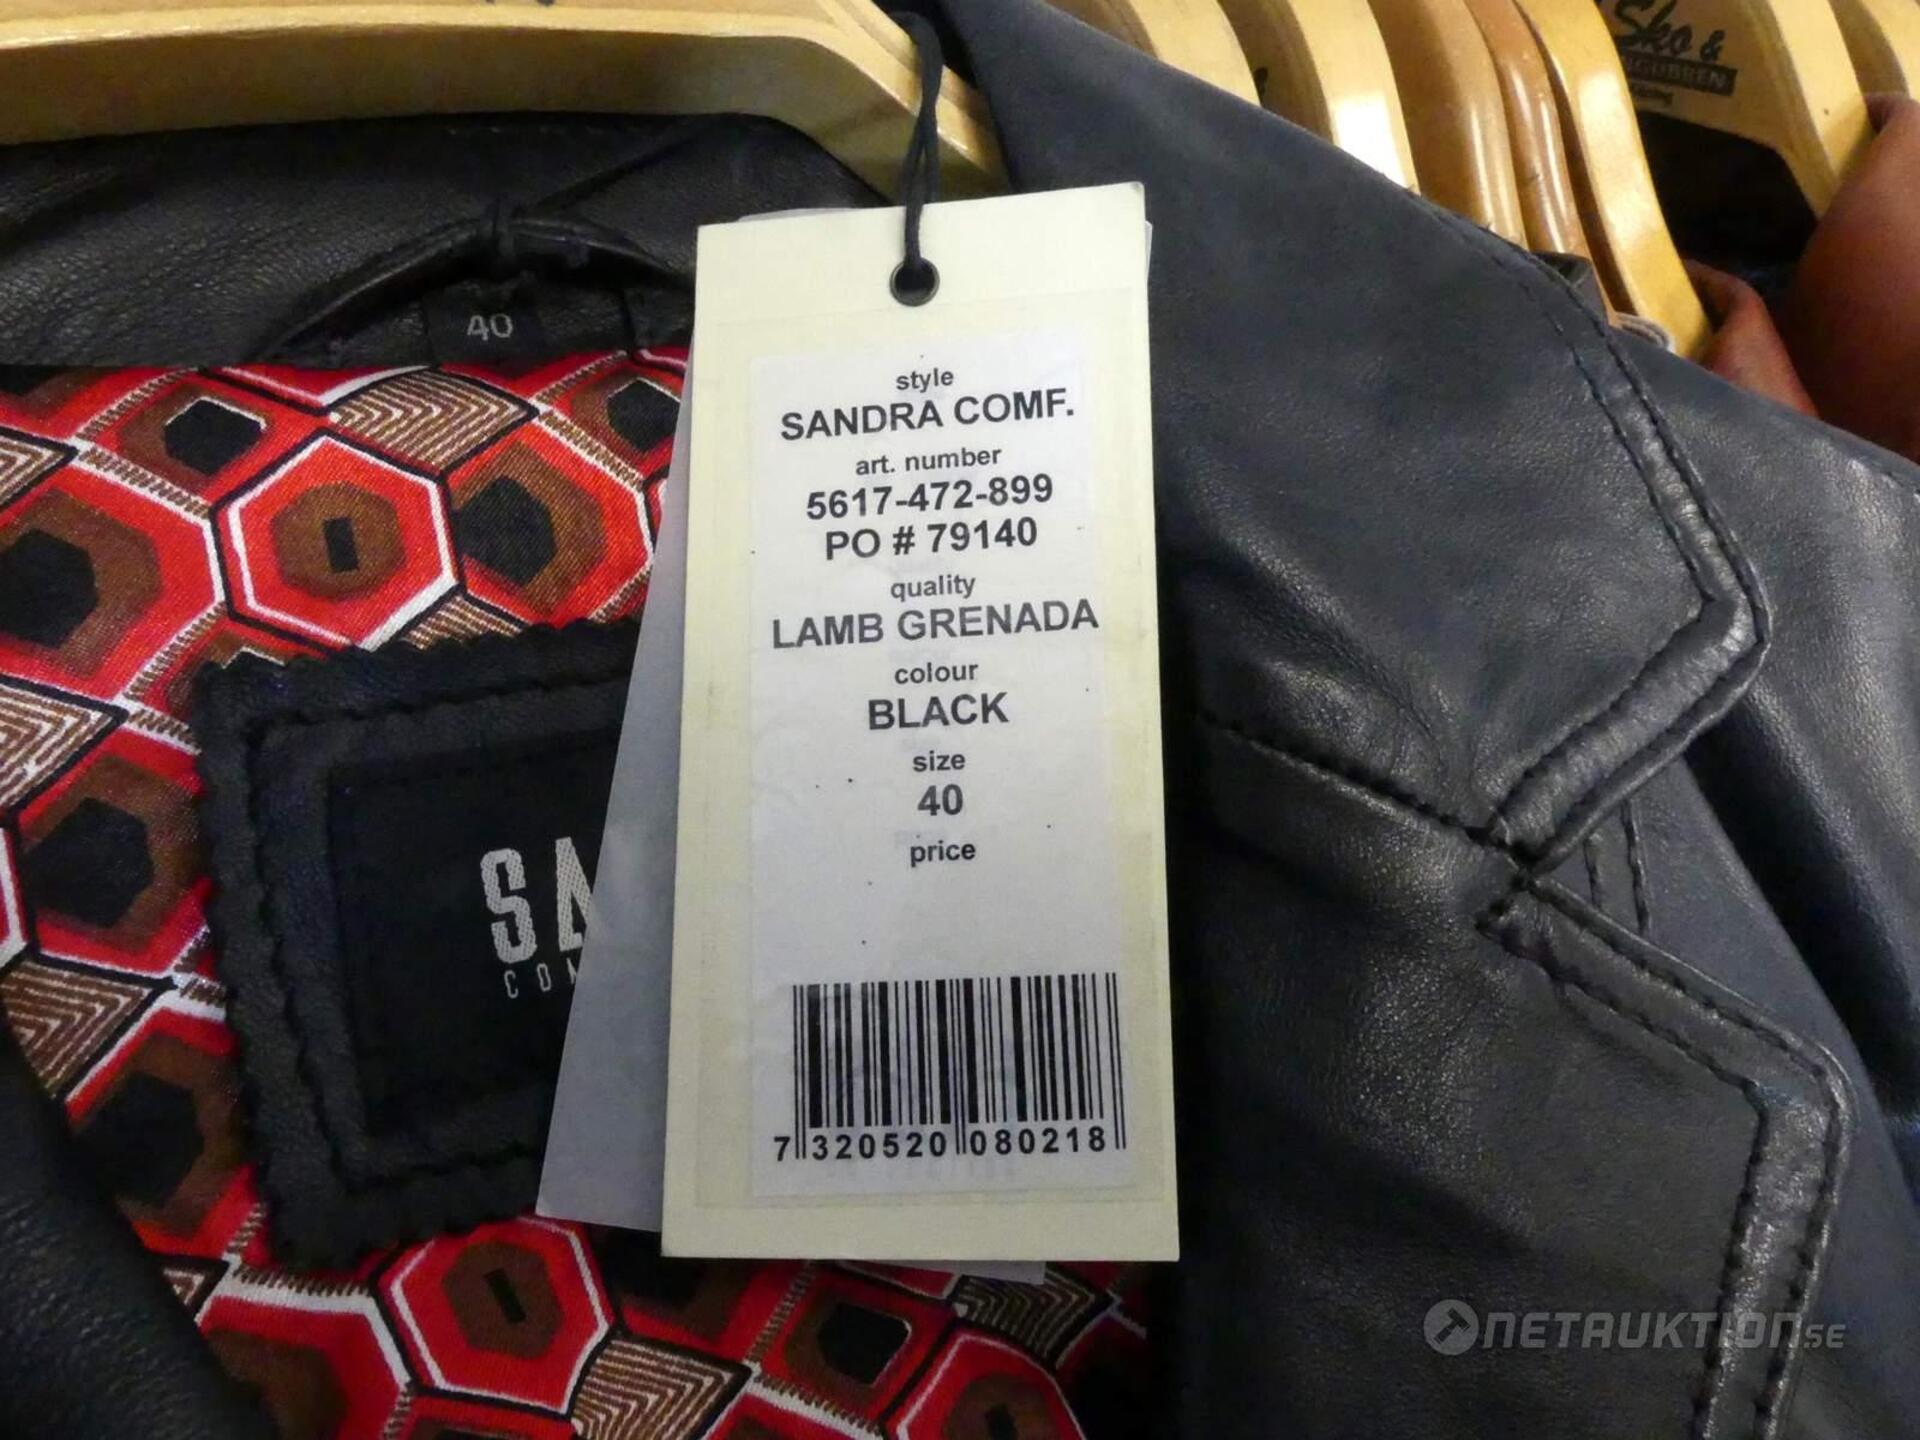 Sko &
40
style
SANDRA COMF.
art. number
5617-472-899
PO # 79140
quality
LAMB GRENADA
colour
BLACK
size
40
price
7 320520 080218
NETAUKTION.SE